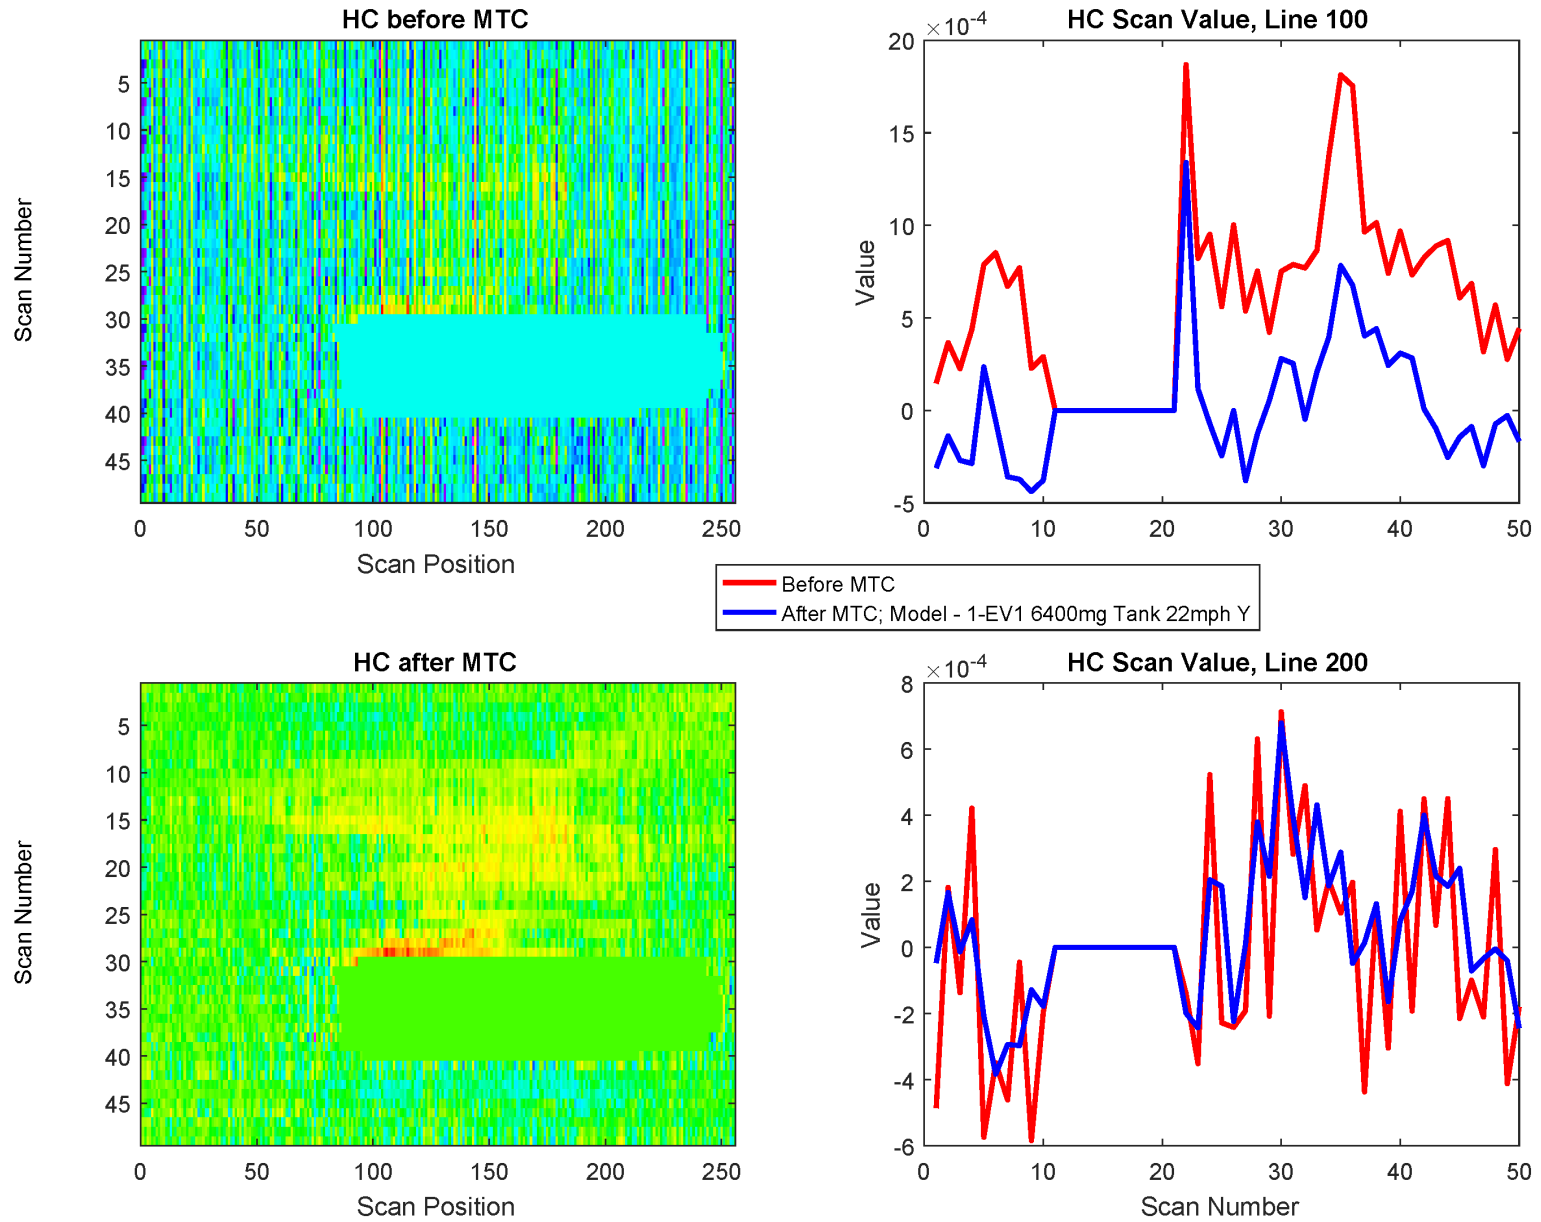 HC before MTC
Scan Number
5
10
15
20
25
30
35
40
45
0 50 100 150 200 250
Scan Position
HC Scan Value, Line 100
×10-4
Value
20
15
10
5
0
-5
0 10 20 30 40 50
Before MTC
After MTC; Model - 1-EV1 6400mg Tank 22mph Y
HC after MTC
Scan Number
5
10
15
20
25
30
35
40
45
0 50 100 150 200 250
Scan Position
HC Scan Value, Line 200
×10-4
Value
8
6
4
2
0
-2
-4
-6
0 10 20 30 40 50
Scan Number